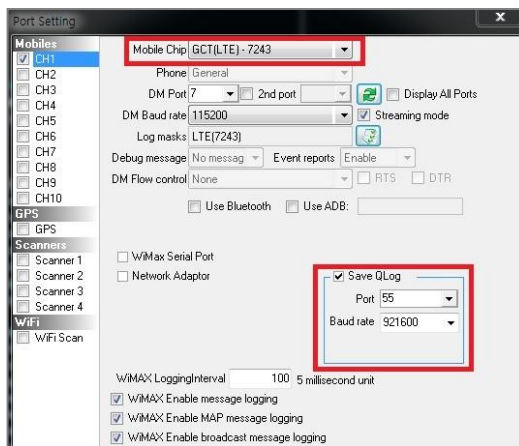 Port Setting
x
Mobiles
CH1
CH2
CH3
CH4
CH5
CH6
CH7
CH8
CH9
CH10
GPS
GPS
Scanners
Scanner 1
Scanner 2
Scanner 3
Scanner 4
WiFi
WiFi Scan
Mobile Chip GCT(LTE) - 7243
Phone General
DM Port 7 2nd port Display All Ports
DM Baud rate 115200 Streaming mode
Log masks LTE(7243)
Debug message No messag Event reports Enable
DM Flow control None RTS DTR
Use Bluetooth Use ADB:
WiMax Serial Port
Network Adaptor
Save QLog
Port 55
Baud rate 921600
WiMAX LoggingInterval 100 5 millisecond unit
WiMAX Enable message logging
WiMAX Enable MAP message logging
WiMAX Enable broadcast message logging